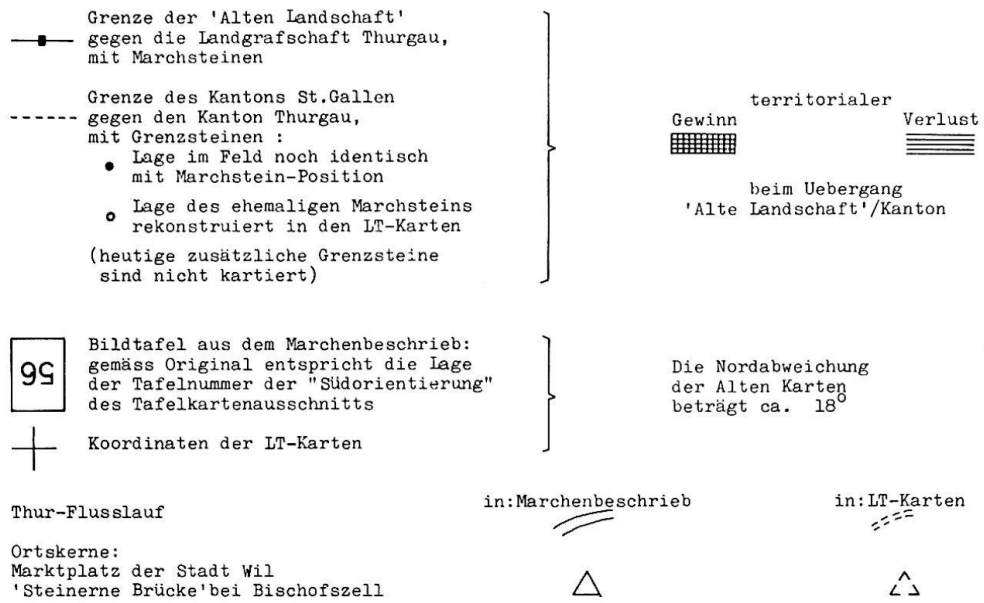 Grenze der 'Alten Landschaft'
gegen die Landgrafschaft Thurgau,
mit Marchsteinen
Grenze des Kantons St.Gallen
gegen den Kanton Thurgau,
mit Grenzsteinen :
Lage im Feld noch identisch
mit Marchstein-Position
Lage des ehemaligen Marchsteins
rekonstruiert in den LT-Karten
(heutige zusätzliche Grenzsteine
sind nicht kartiert)
territorialer
Gewinn Verlust
beim Uebergang
'Alte Landschaft'/Kanton
56
Bildtafel aus dem Marchenbeschrieb:
gemäss Original entspricht die Lage
der Tafelnummer der "Südorientierung"
des Tafelkartenausschnitts
Koordinaten der LT-Karten
Die Nordabweichung
der Alten Karten
beträgt ca. 18°
Thur-Flusslauf
in:Marchenbeschrieb
in:LT-Karten
Ortskerne:
Marktplatz der Stadt Wil
'Steinerne Brücke'bei Bischofszell